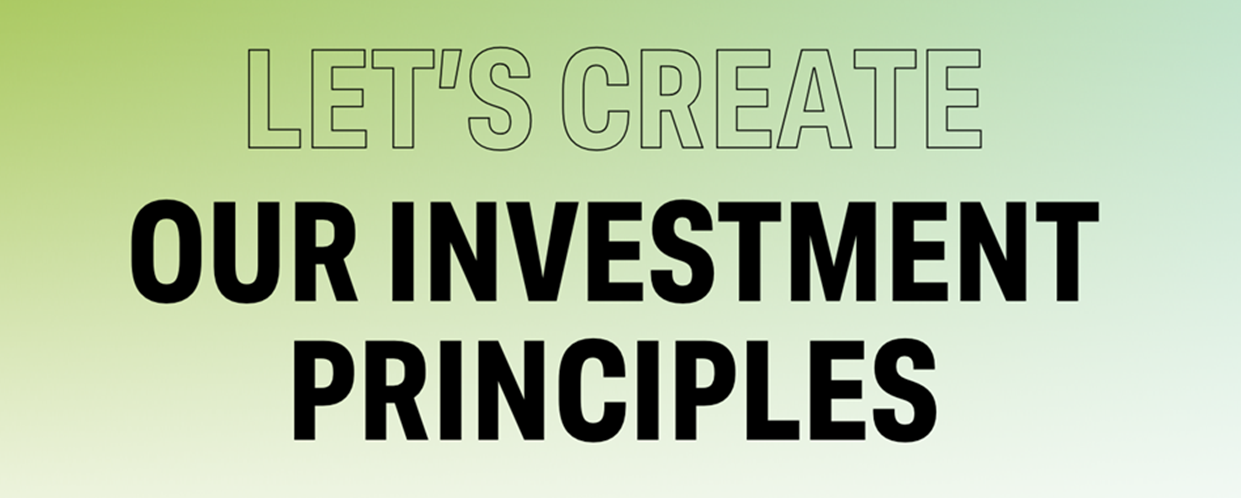 LET'S CREATE
OUR INVESTMENT
PRINCIPLES